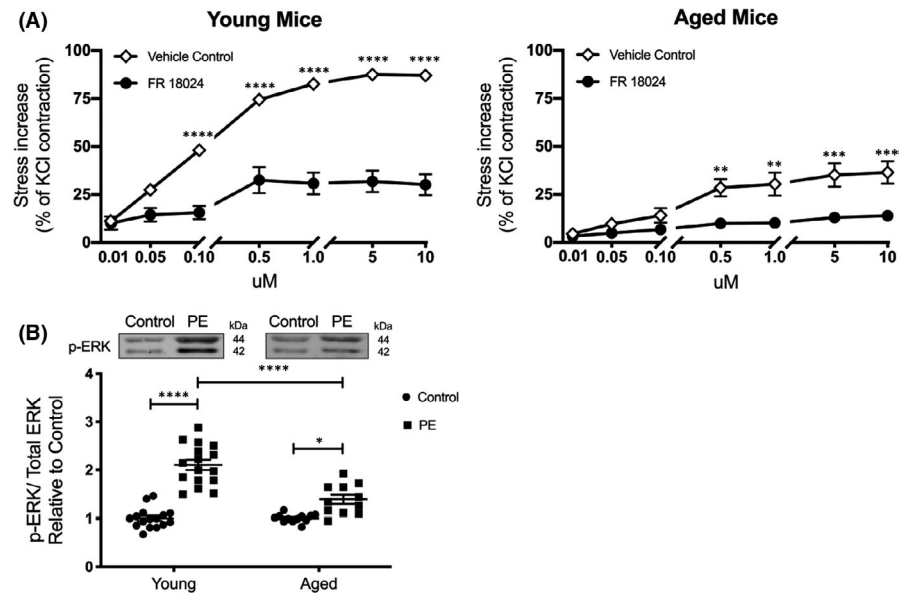 (A)
Young Mice
Stress increase
(% of KCl contraction)
100
75
50
25
0
Vehicle Control
FR 18024
****
****
****
****
****
0.01 0.05 0.10 0.5 1.0 5 10
uM
Aged Mice
Stress increase
(% of KCl contraction)
100
75
50
25
0
Vehicle Control
FR 18024
**
**
***
***
0.01 0.05 0.10 0.5 1.0 5 10
uM
(B)
Control PE kDa
p-ERK
44
42
Control PE kDa
44
42
p-ERK/ Total ERK
Relative to Control
4
3
2
1
0
****
****
*
Control
PE
Young Aged